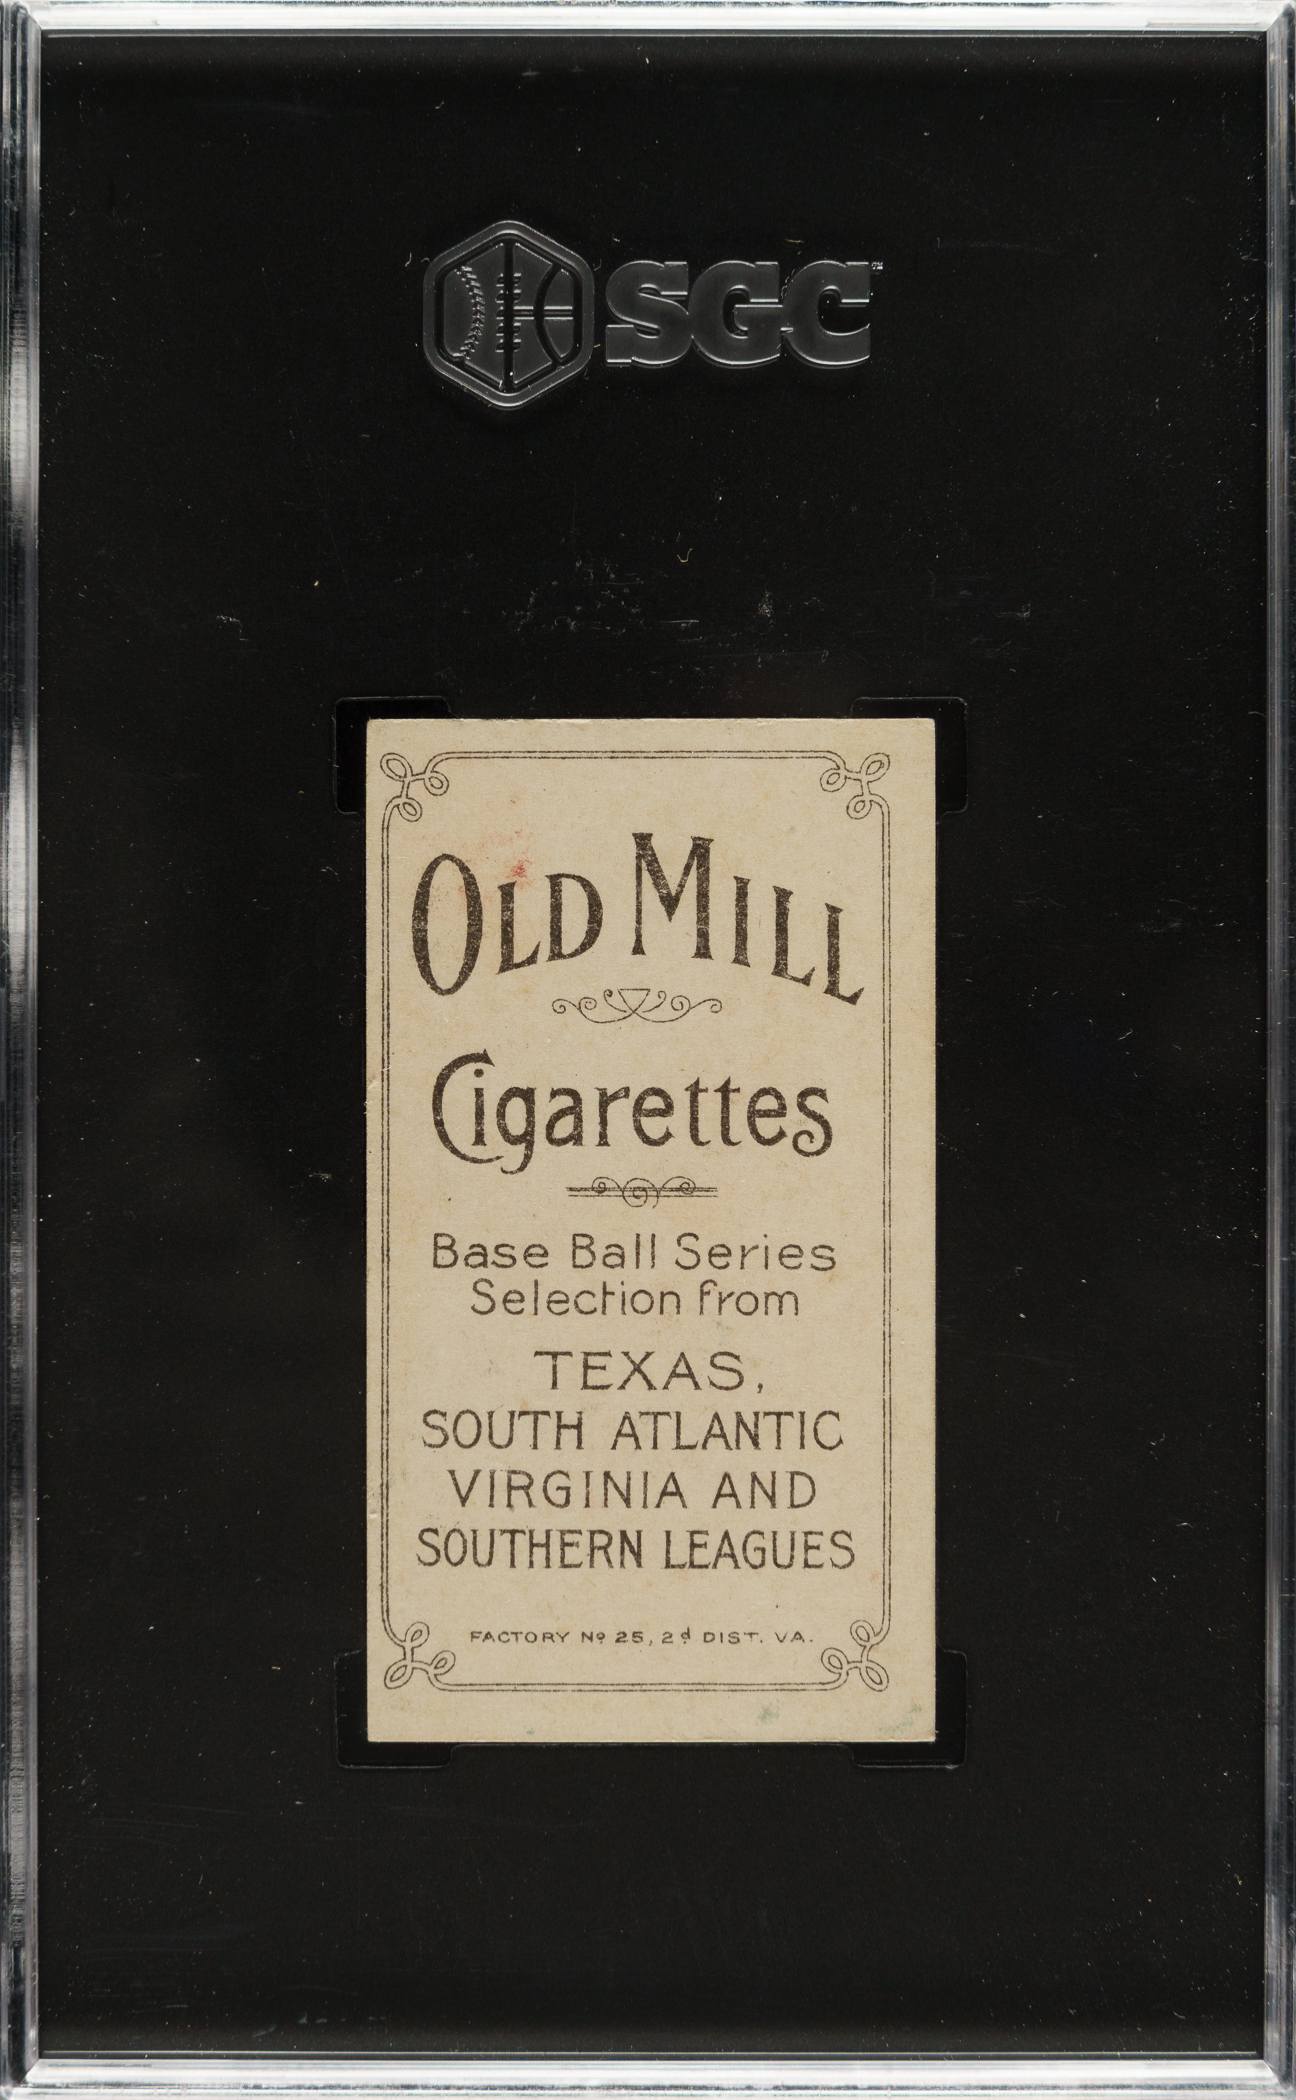 SGC™
OLD MILL
Cigarettes
Base Ball Series
Selection from
TEXAS,
SOUTH ATLANTIC
VIRGINIA AND
SOUTHERN LEAGUES
FACTORY Nº 25, 2d DIST. VA.